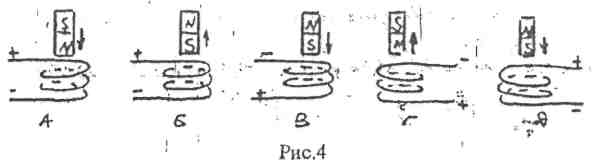 S N N S N
N S S N S
+ + - - +
- - + + -
А Б В Г Д
Рис.4